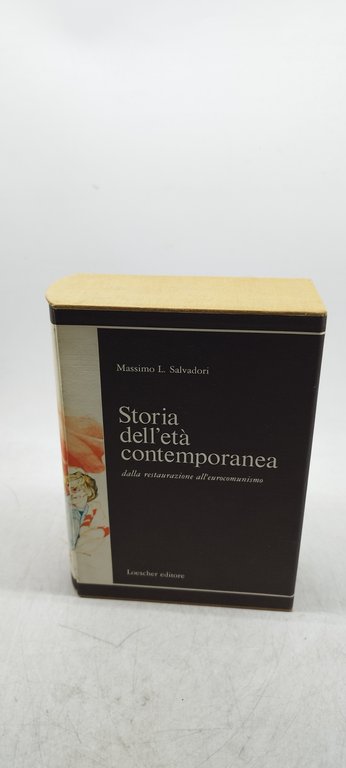 Massimo L. Salvadori
Storia
dell'età
contemporanea
dalla restaurazione all'eurocomunismo
Loescher editore